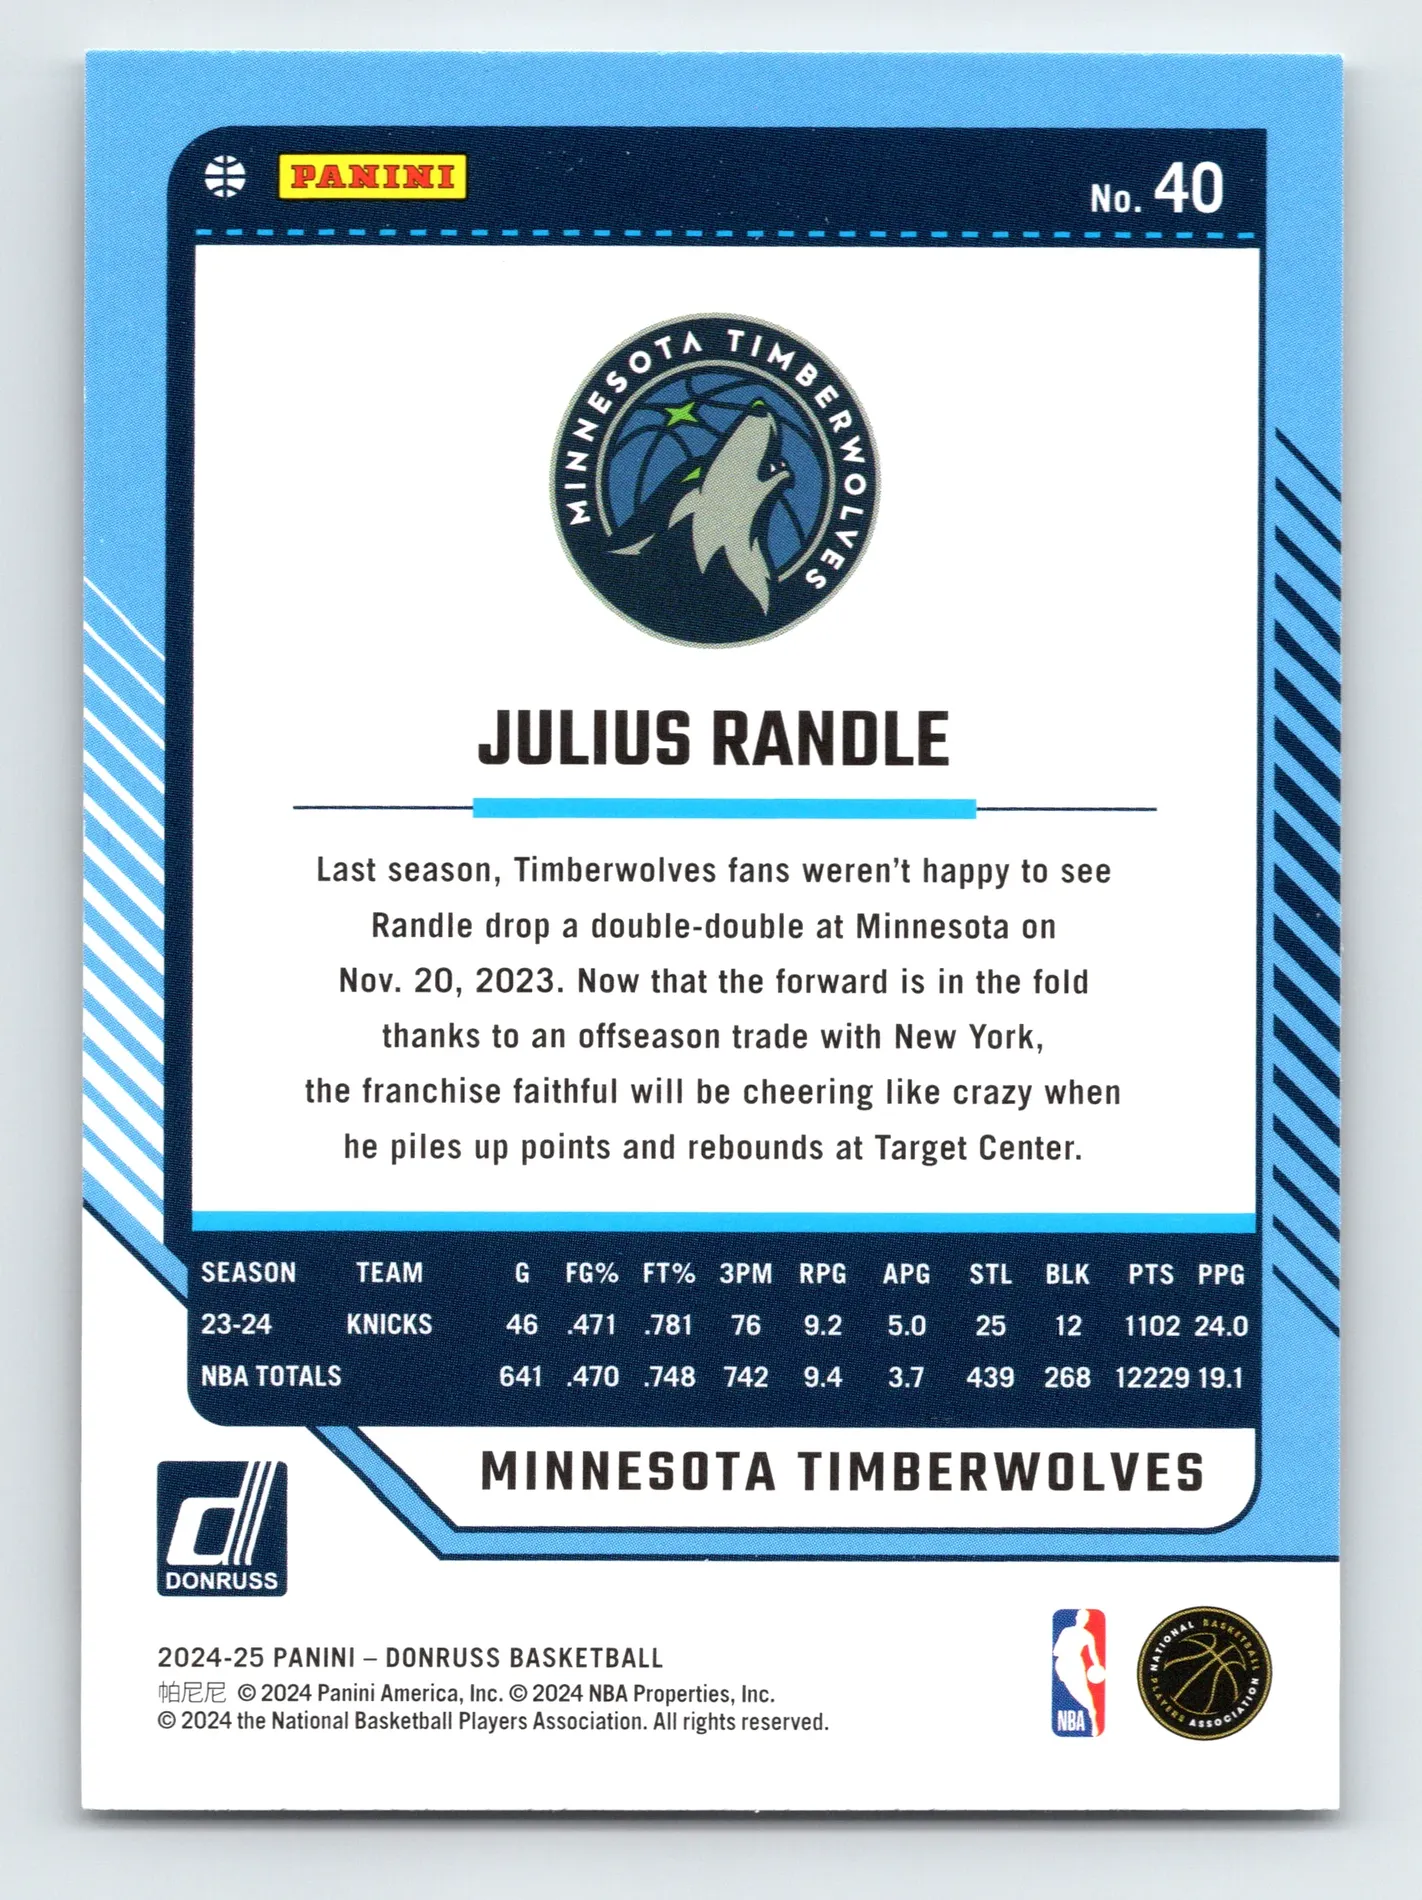 PANINI
No. 40
MINNESOTA TIMBERWOLVES
JULIUS RANDLE
Last season, Timberwolves fans weren't happy to see
Randle drop a double-double at Minnesota on
Nov. 20, 2023. Now that the forward is in the fold
thanks to an offseason trade with New York,
the franchise faithful will be cheering like crazy when
he piles up points and rebounds at Target Center.
SEASON TEAM G FG% FT% 3PM RPG APG STL BLK PTS PPG
23-24 KNICKS 46 .471 .781 76 9.2 5.0 25 12 1102 24.0
NBA TOTALS 641 .470 .748 742 9.4 3.7 439 268 12229 19.1
MINNESOTA TIMBERWOLVES
DONRUSS
2024-25 PANINI – DONRUSS BASKETBALL
帕尼尼 © 2024 Panini America, Inc. © 2024 NBA Properties, Inc.
© 2024 the National Basketball Players Association. All rights reserved.
NBA
NATIONAL BASKETBALL
PLAYERS ASSOCIATION